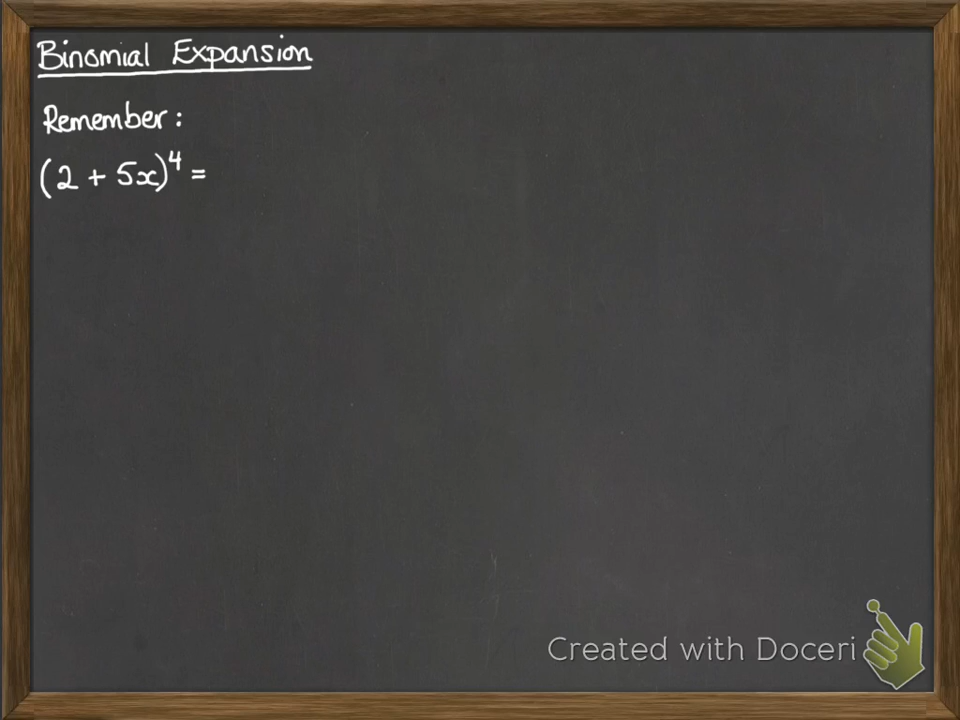 Binomial Expansion
Remember:
(2 + 5x)⁴ =
Created with Doceri